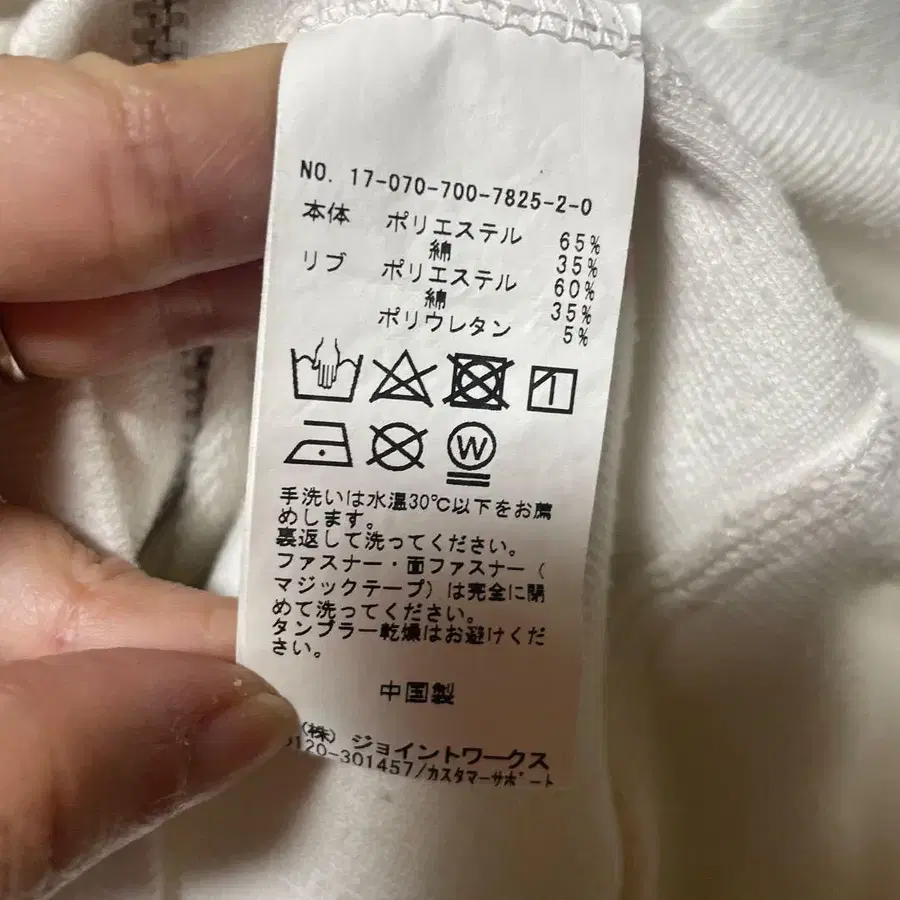 NO. 17-070-700-7825-2-0
本体 ポリエステル 65%
綿 35%
リブ ポリエステル 60%
綿 35%
ポリウレタン 5%
W
手洗いは水温30℃以下をお薦
めします。
裏返して洗ってください。
ファスナー・面ファスナー(
マジックテープ)は完全に閉
めて洗ってください。
タンブラー乾燥はお避けくだ
さい。
中国製
(株) ジョイントワークス
0120-301457/カスタマーサポート